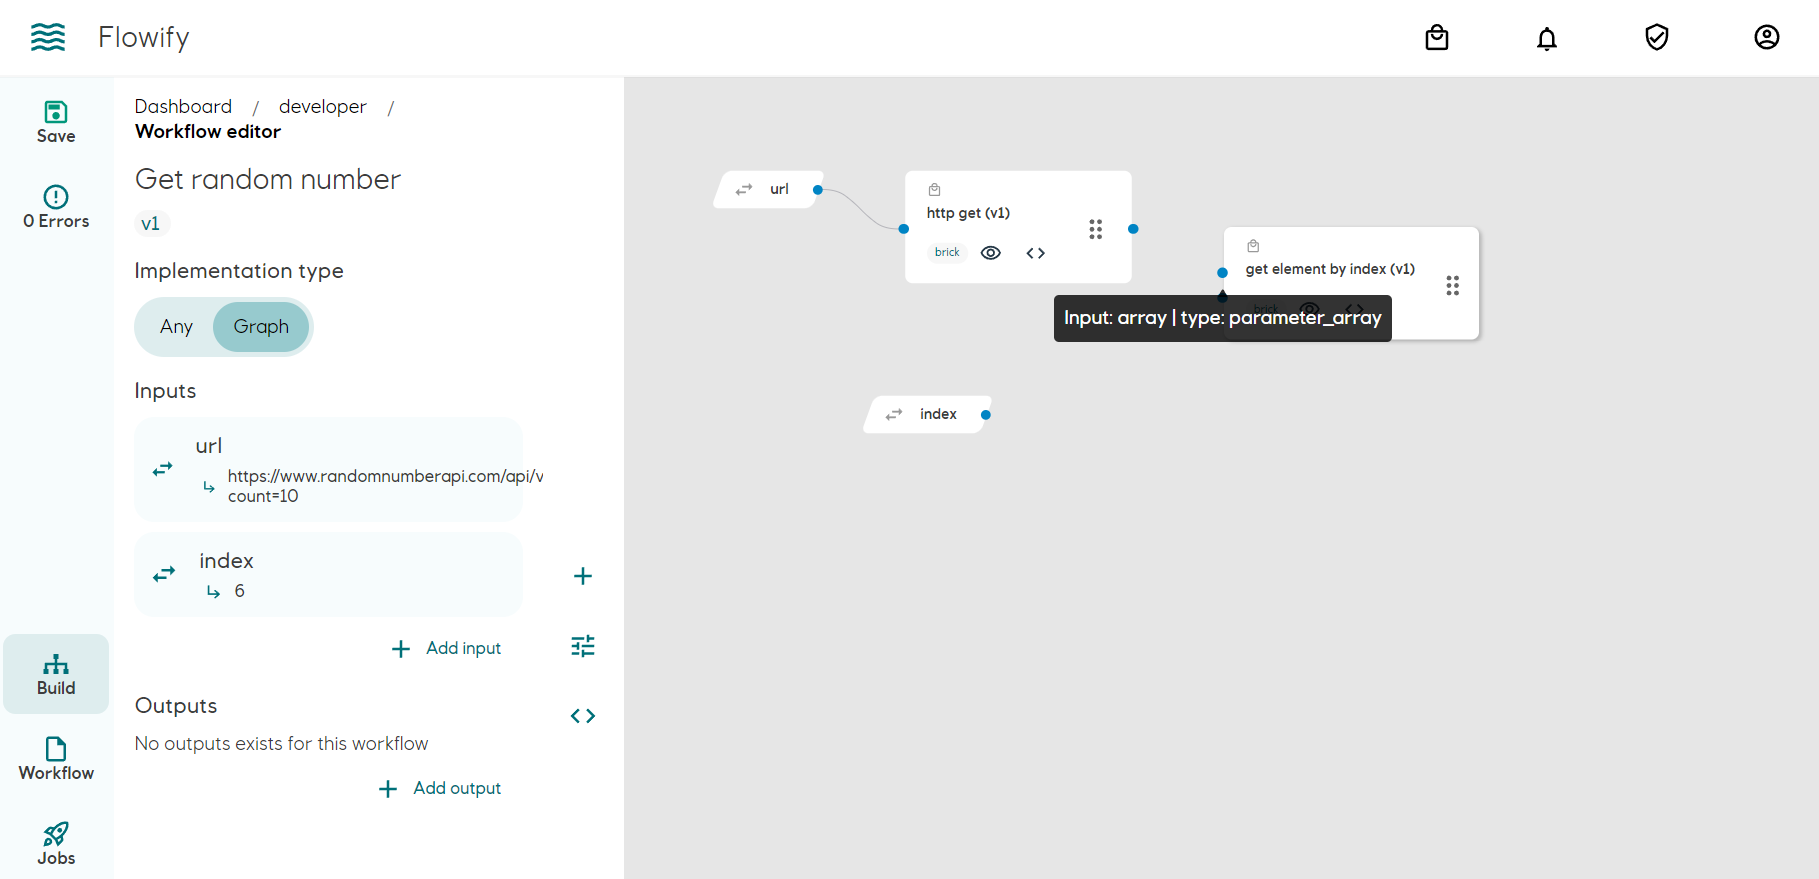 Flowify
Save
0 Errors
Build
Workflow
Jobs
Dashboard / developer /
Workflow editor
Get random number
v1
Implementation type
Any Graph
Inputs
url
https://www.randomnumberapi.com/api/v
count=10
index
6
Add input
Outputs
No outputs exists for this workflow
Add output
url
http get (v1)
brick
get element by index (v1)
brick
Input: array | type: parameter_array
index